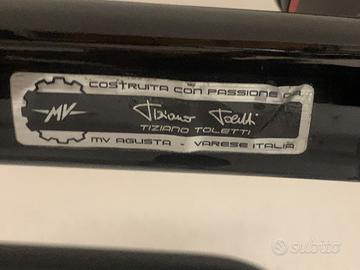 COSTRUITA CON PASSIONE DA
MV
Tiziano Toletti
TIZIANO TOLETTI
MV AGUSTA - VARESE ITALIA
subito